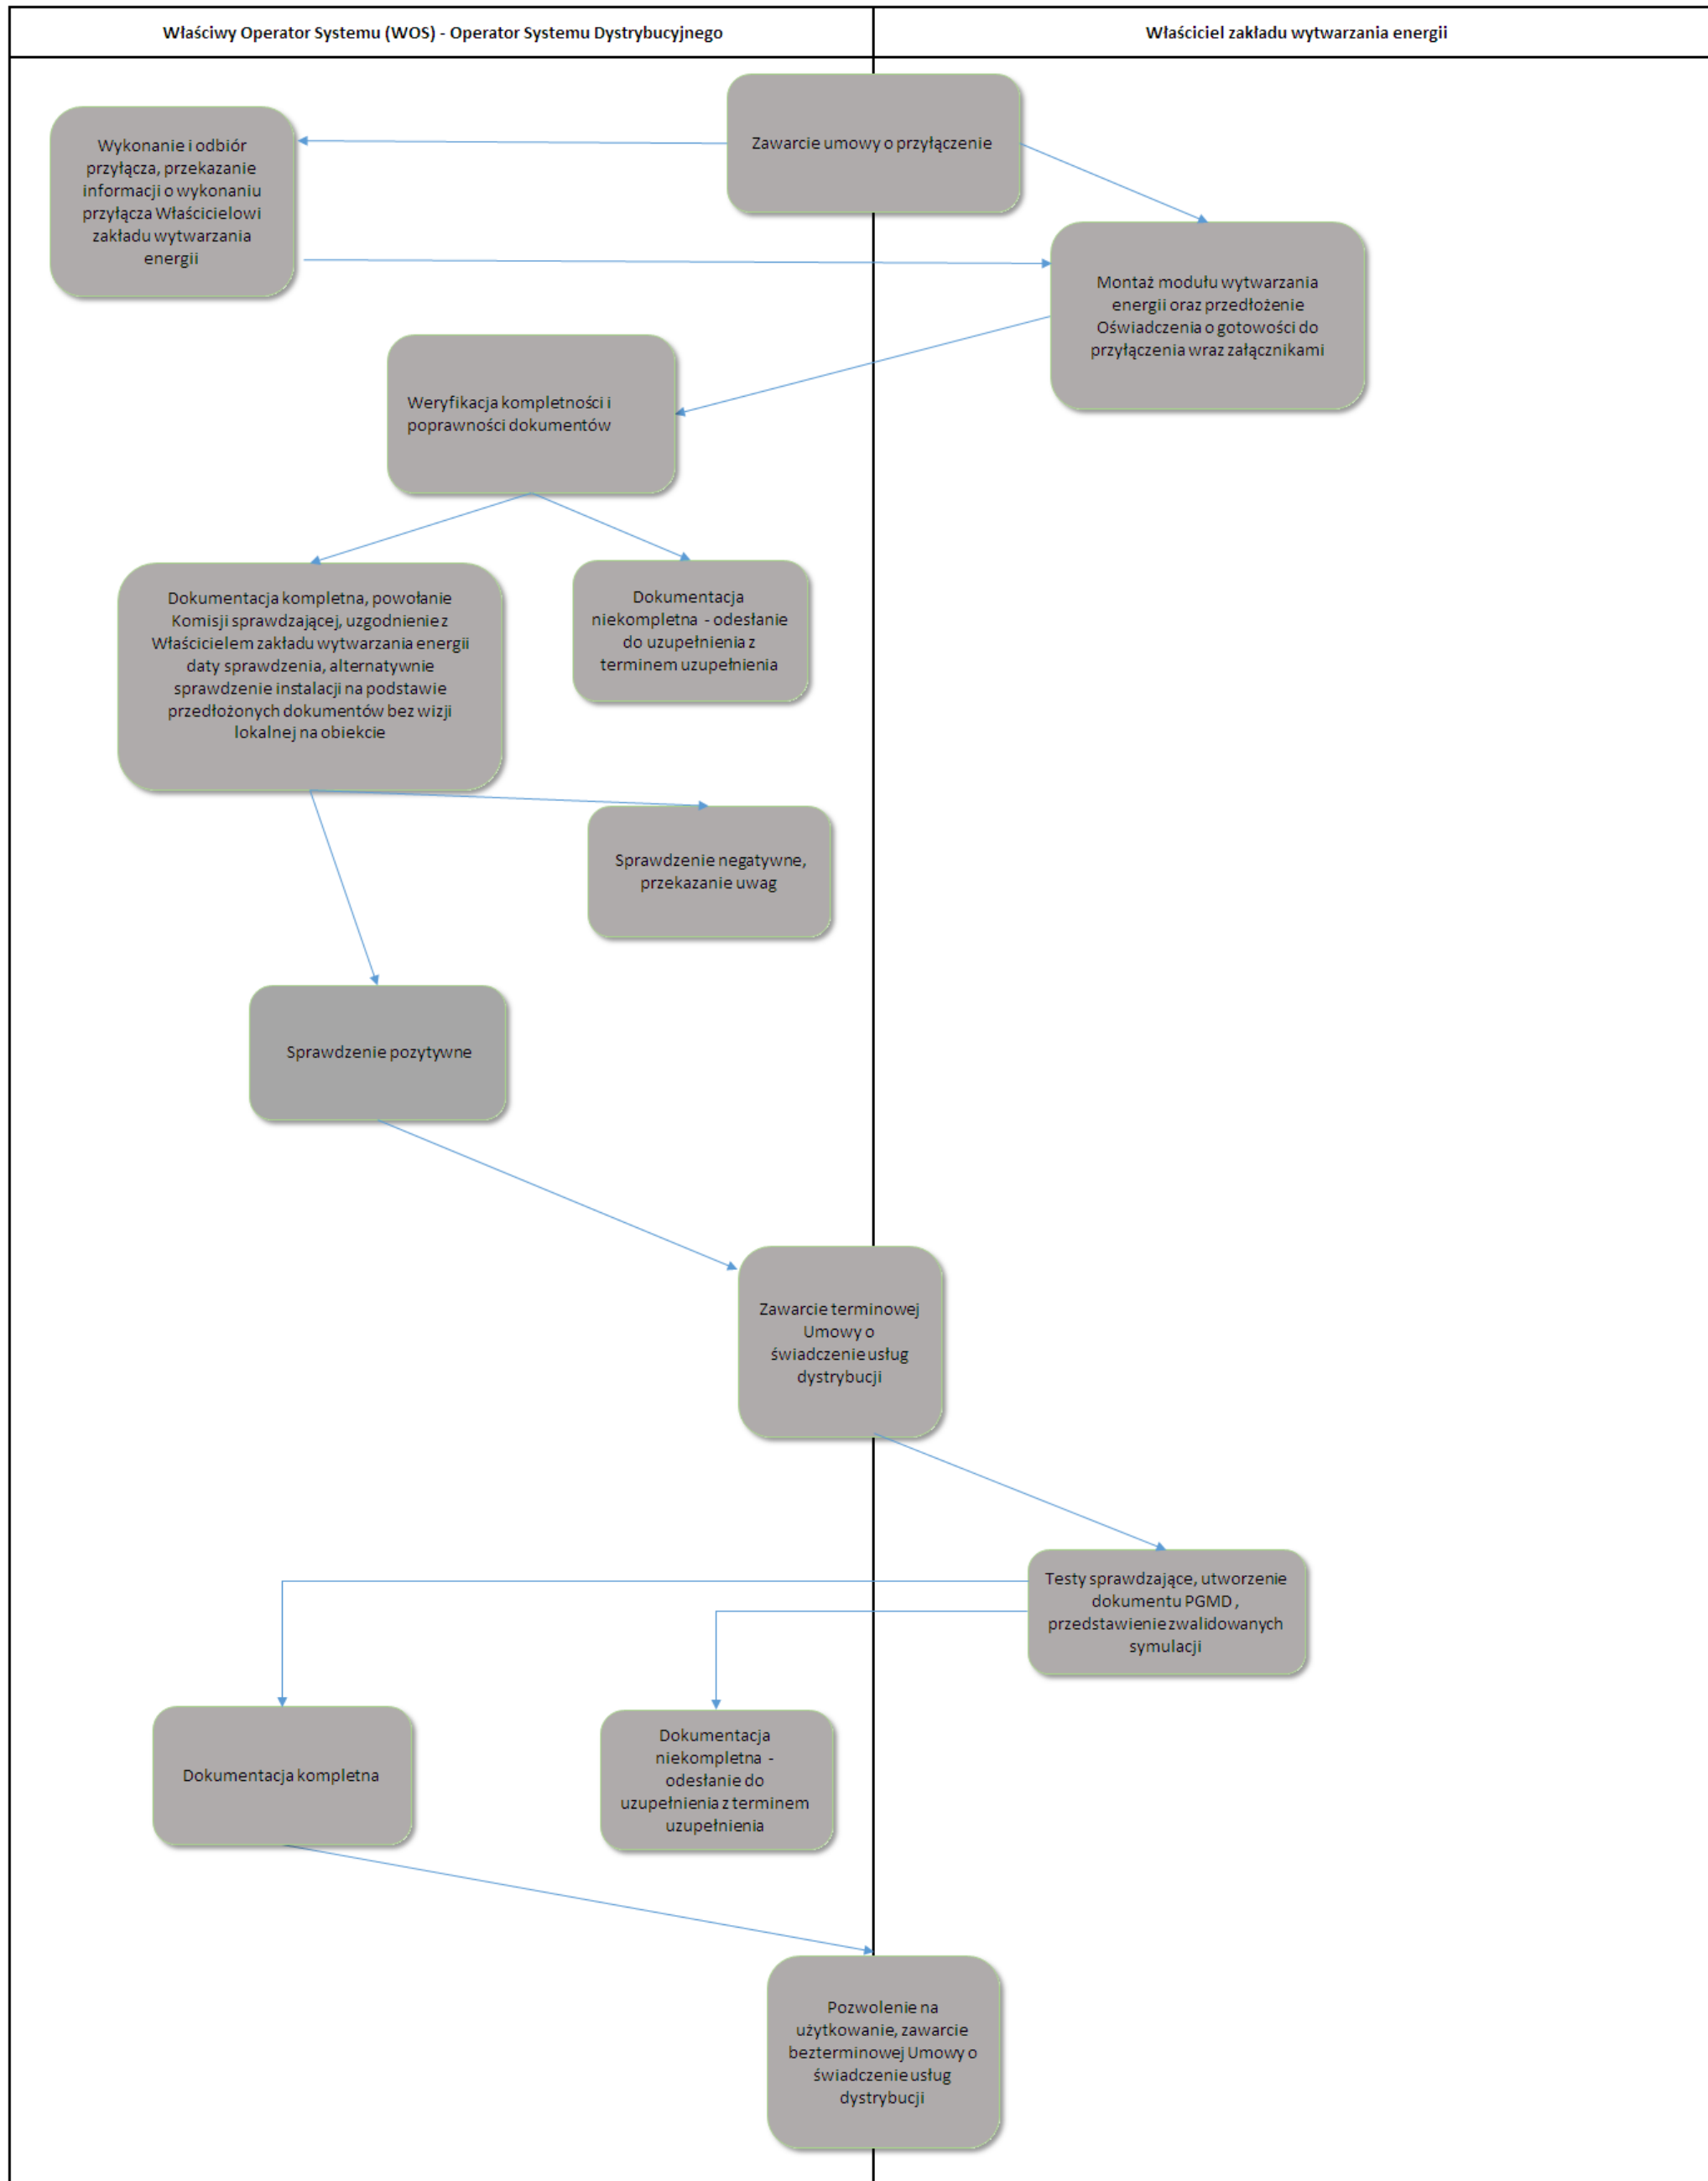 Właściwy Operator Systemu (WOS) - Operator Systemu Dystrybucyjnego
Właściciel zakładu wytwarzania energii
Zawarcie umowy o przyłączenie
Wykonanie i odbiór
przyłącza, przekazanie
informacji o wykonaniu
przyłącza Właścicielowi
zakładu wytwarzania
energii
Montaż modułu wytwarzania
energii oraz przedłożenie
Oświadczenia o gotowości do
przyłączenia wraz załącznikami
Weryfikacja kompletności i
poprawności dokumentów
Dokumentacja kompletna, powołanie
Komisji sprawdzającej, uzgodnienie z
Właścicielem zakładu wytwarzania energii
daty sprawdzenia, alternatywnie
sprawdzenie instalacji na podstawie
przedłożonych dokumentów bez wizji
lokalnej na obiekcie
Dokumentacja
niekompletna - odesłanie
do uzupełnienia z
terminem uzupełnienia
Sprawdzenie negatywne,
przekazanie uwag
Sprawdzenie pozytywne
Zawarcie terminowej
Umowy o
świadczenie usług
dystrybucji
Testy sprawdzające, utworzenie
dokumentu PGMD ,
przedstawienie zwalidowanych
symulacji
Dokumentacja kompletna
Dokumentacja
niekompletna -
odesłanie do
uzupełnienia z terminem
uzupełnienia
Pozwolenie na
użytkowanie, zawarcie
bezterminowej Umowy o
świadczenie usług
dystrybucji